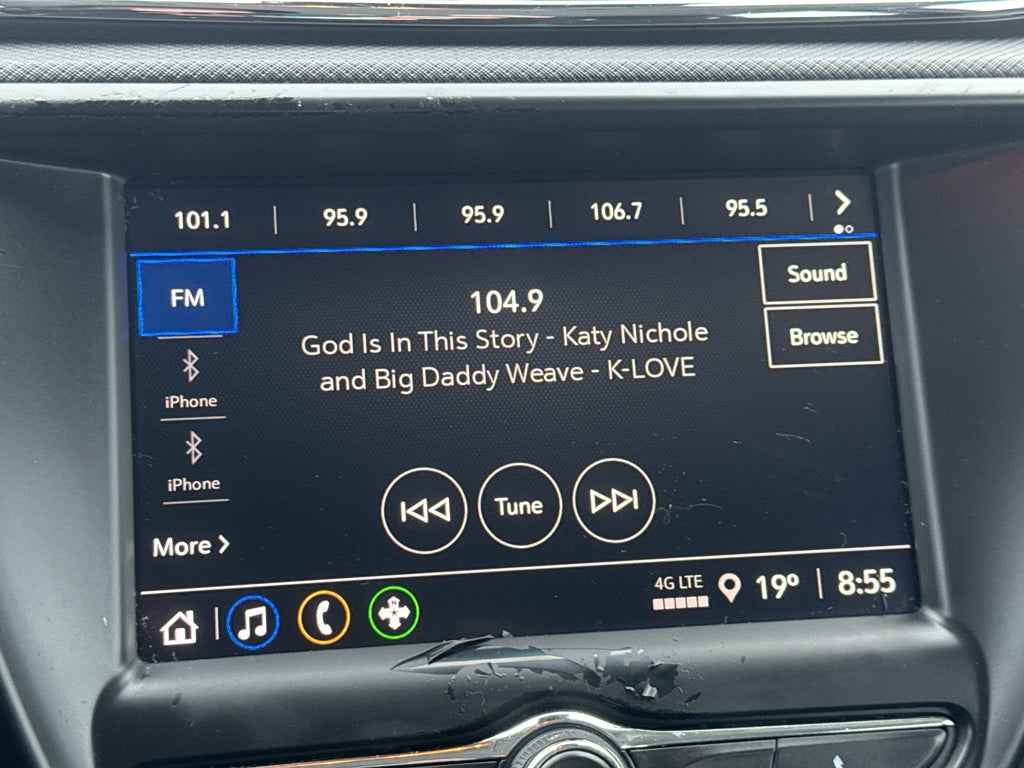 101.1 | 95.9 | 95.9 | 106.7 | 95.5 |
FM
Sound
104.9
God Is In This Story - Katy Nichole
and Big Daddy Weave - K-LOVE
Browse
iPhone
iPhone
Tune
More
4G LTE
19° | 8:55